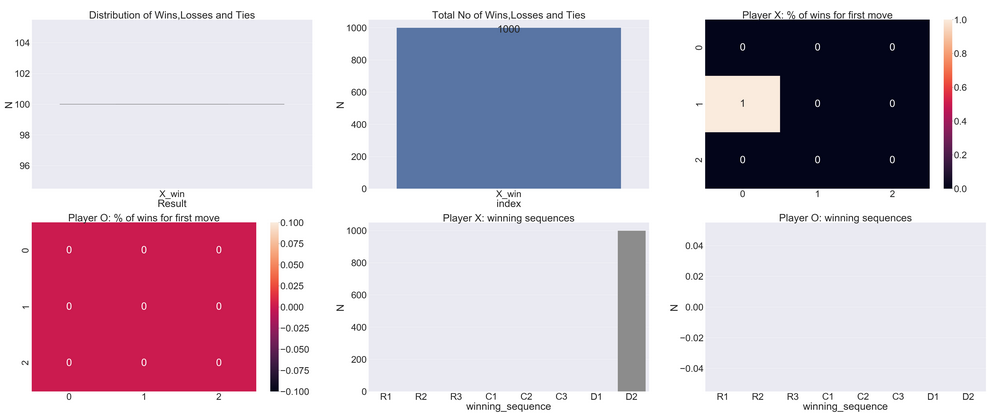 Distribution of Wins,Losses and Ties
104
102
N
100
98
96
X_win
Result
Total No of Wins,Losses and Ties
1000
1000
800
N
600
400
200
0
X_win
index
Player X: % of wins for first move
0 0 0 0
1 1 0 0
2 0 0 0
0 1 2
1.0
0.8
0.6
0.4
0.2
0.0
Player O: % of wins for first move
0 0 0 0
1 0 0 0
2 0 0 0
0 1 2
0.100
0.075
0.050
0.025
0.000
−0.025
−0.050
−0.075
−0.100
Player X: winning sequences
1000
800
600
N
400
200
0
R1 R2 R3 C1 C2 C3 D1 D2
winning_sequence
Player O: winning sequences
0.04
0.02
N
0.00
−0.02
−0.04
R1 R2 R3 C1 C2 C3 D1 D2
winning_sequence